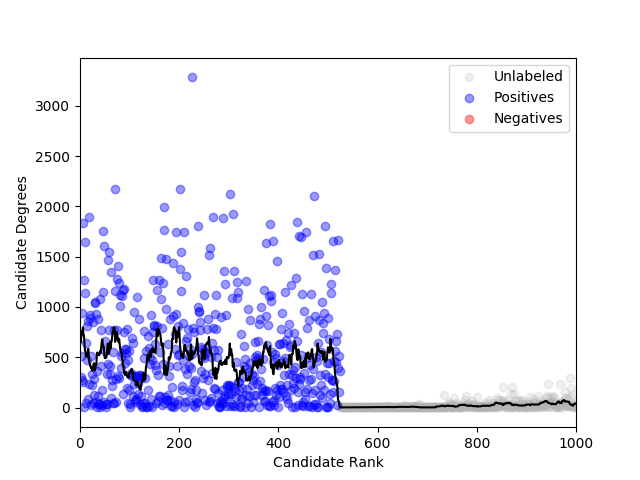 3000
2500
2000
1500
1000
500
0
Candidate Degrees
Unlabeled
Positives
Negatives
0 200 400 600 800 1000
Candidate Rank